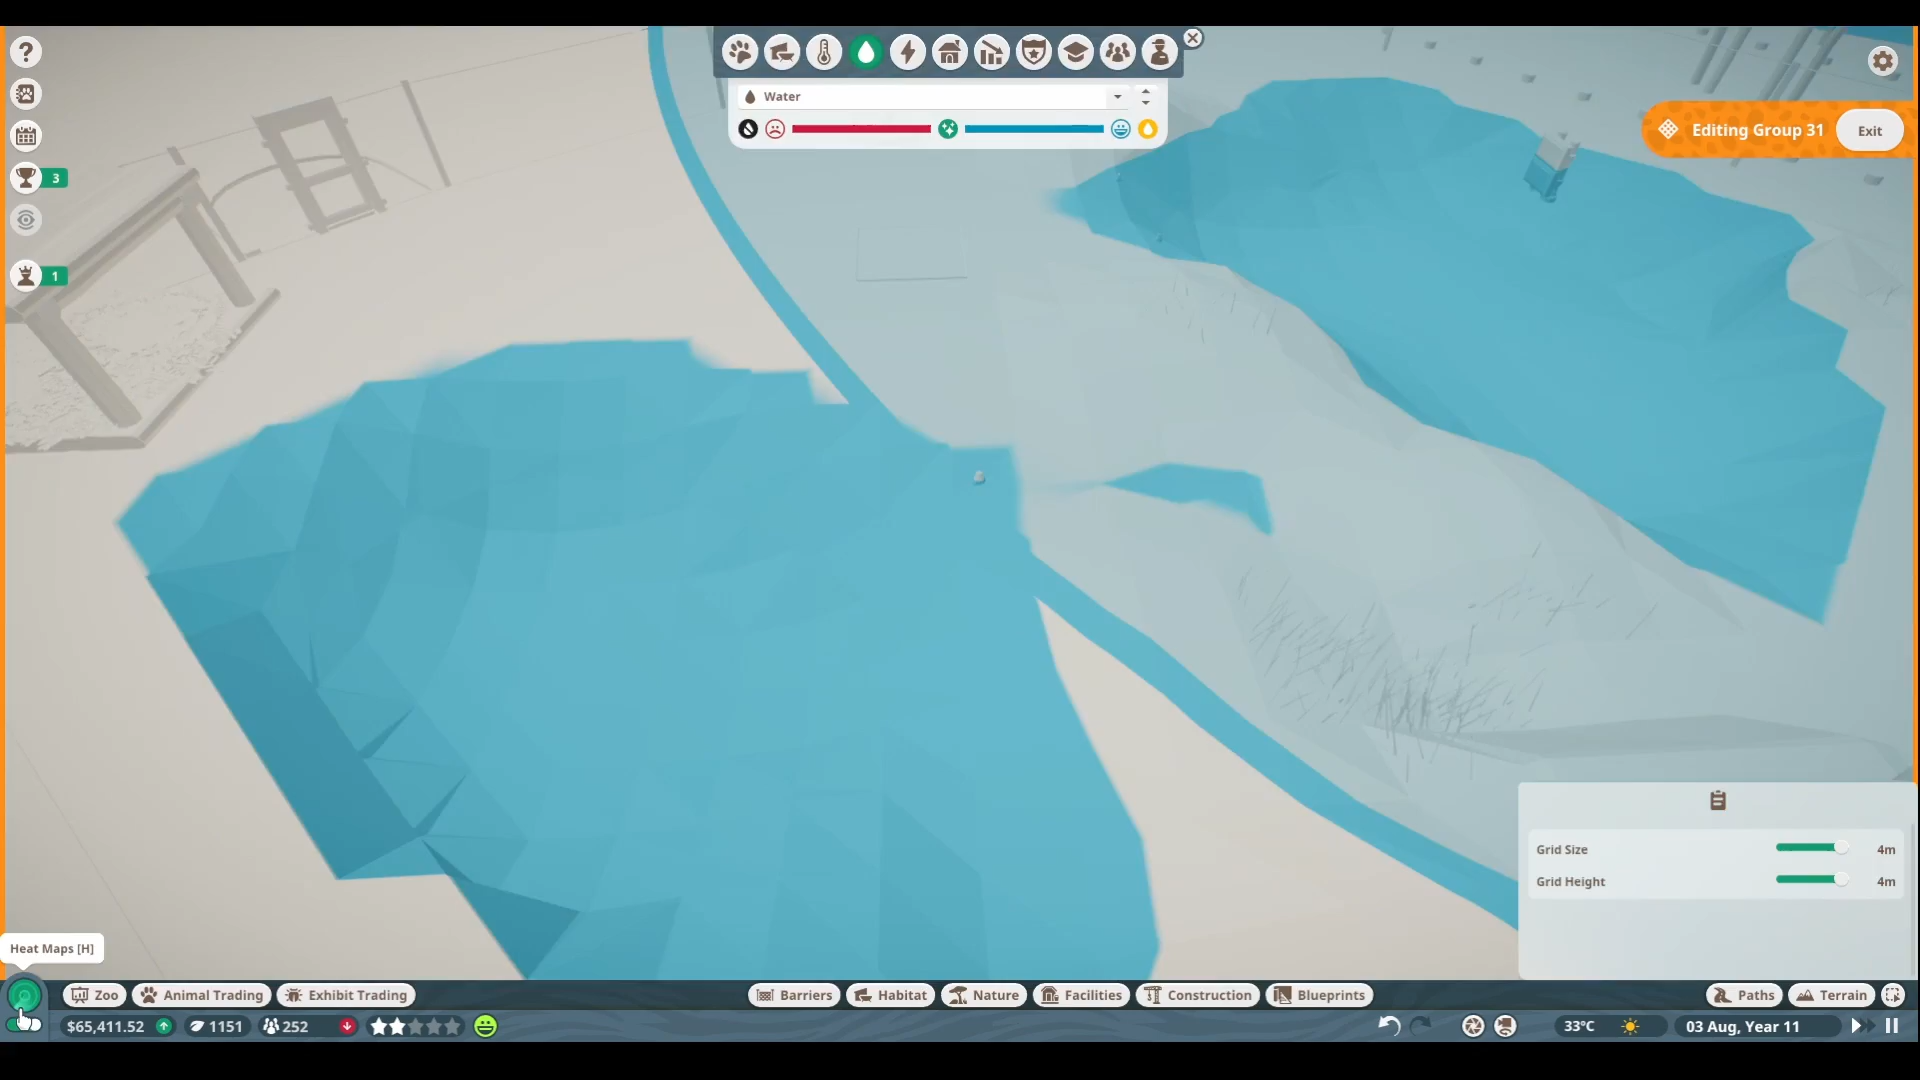 Water
Editing Group 31
Exit
3
1
Grid Size
4m
Grid Height
4m
Heat Maps [H]
Zoo
Animal Trading
Exhibit Trading
Barriers
Habitat
Nature
Facilities
Construction
Blueprints
Paths
Terrain
$65,411.52
1151
252
33°C
03 Aug, Year 11